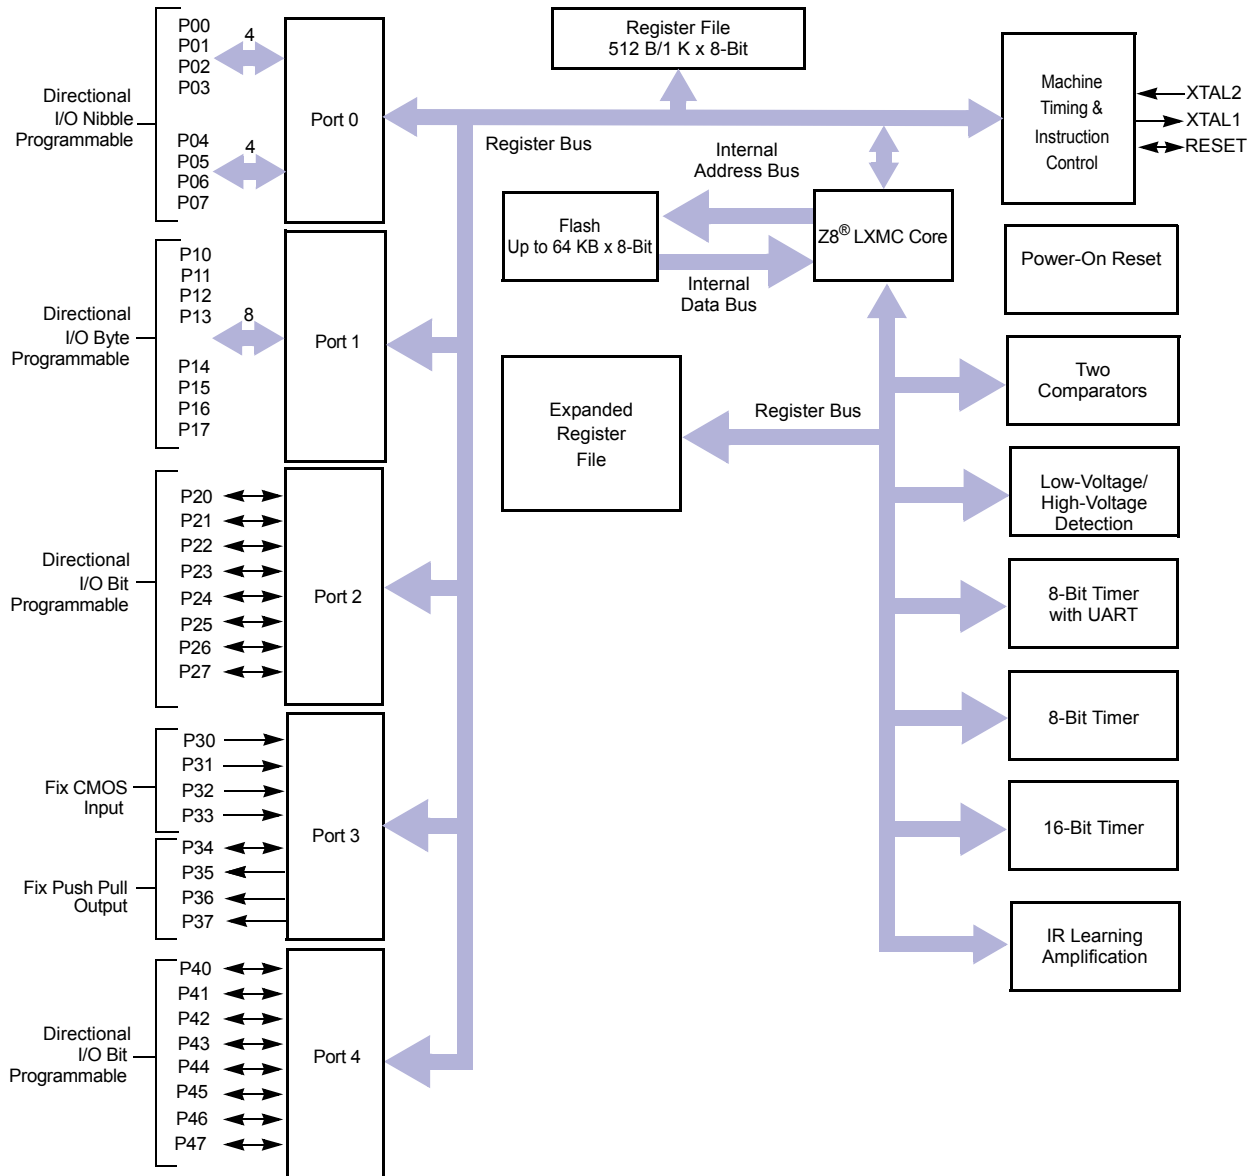 P00
P01
P02
P03
4
Directional
I/O Nibble
Programmable
P04
P05
P06
P07
4
Port 0
Register File
512 B/1 K x 8-Bit
Machine
Timing &
Instruction
Control
XTAL2
XTAL1
RESET
Register Bus
Internal
Address Bus
Flash
Up to 64 KB x 8-Bit
Z8® LXMC Core
Internal
Data Bus
Power-On Reset
P10
P11
P12
P13
8
Directional
I/O Byte
Programmable
P14
P15
P16
P17
Port 1
Expanded
Register
File
Register Bus
Two
Comparators
Low-Voltage/
High-Voltage
Detection
8-Bit Timer
with UART
8-Bit Timer
16-Bit Timer
IR Learning
Amplification
Directional
I/O Bit
Programmable
P20
P21
P22
P23
P24
P25
P26
P27
Port 2
Fix CMOS
Input
P30
P31
P32
P33
Fix Push Pull
Output
P34
P35
P36
P37
Port 3
Directional
I/O Bit
Programmable
P40
P41
P42
P43
P44
P45
P46
P47
Port 4